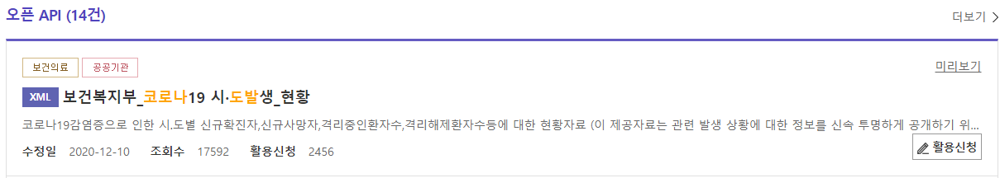 오픈 API (14건)
더보기
보건의료 공공기관
미리보기
XML 보건복지부_코로나19 시·도발생_현황
코로나19감염증으로 인한 시.도별 신규확진자,신규사망자,격리중인환자수,격리해제환자수등에 대한 현황자료 (이 제공자료는 관련 발생 상황에 대한 정보를 신속 투명하게 공개하기 위...
수정일 2020-12-10 조회수 17592 활용신청 2456
활용신청